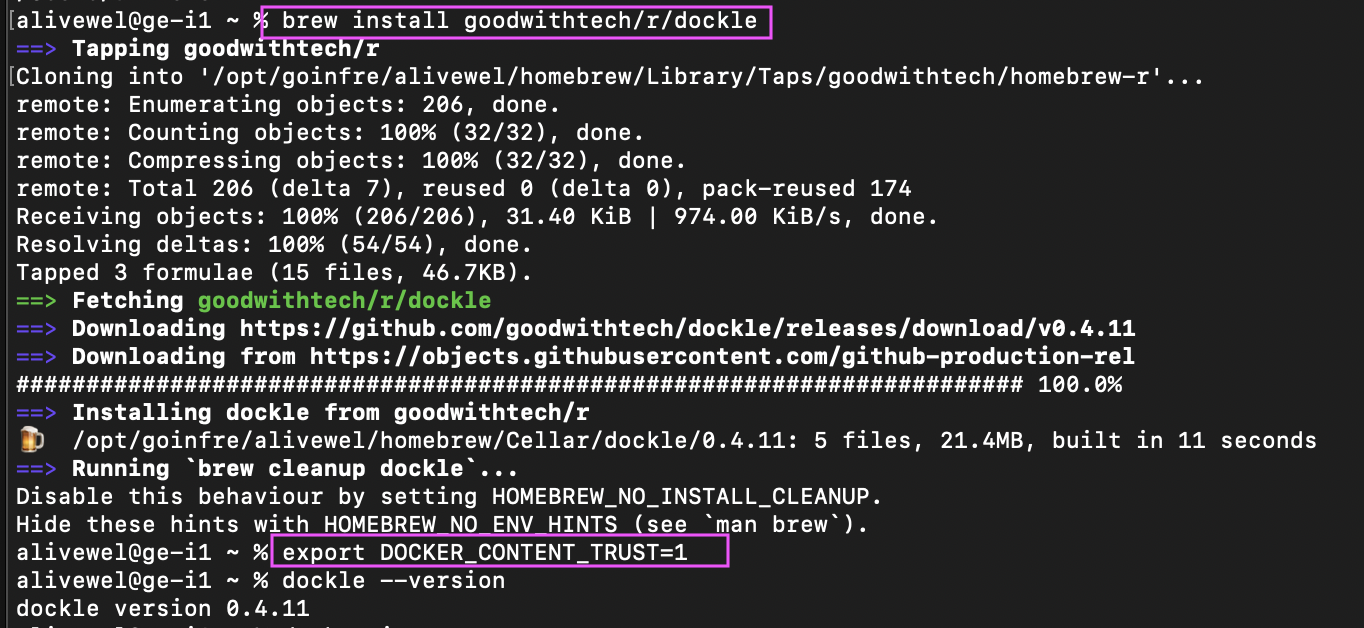 alivewel@ge-i1 ~ % brew install goodwithtech/r/dockle
==> Tapping goodwithtech/r
Cloning into '/opt/goinfre/alivewel/homebrew/Library/Taps/goodwithtech/homebrew-r'...
remote: Enumerating objects: 206, done.
remote: Counting objects: 100% (32/32), done.
remote: Compressing objects: 100% (32/32), done.
remote: Total 206 (delta 7), reused 0 (delta 0), pack-reused 174
Receiving objects: 100% (206/206), 31.40 KiB | 974.00 KiB/s, done.
Resolving deltas: 100% (54/54), done.
Tapped 3 formulae (15 files, 46.7KB).
==> Fetching goodwithtech/r/dockle
==> Downloading https://github.com/goodwithtech/dockle/releases/download/v0.4.11
==> Downloading from https://objects.githubusercontent.com/github-production-rel
######################################################################## 100.0%
==> Installing dockle from goodwithtech/r
🍺 /opt/goinfre/alivewel/homebrew/Cellar/dockle/0.4.11: 5 files, 21.4MB, built in 11 seconds
==> Running `brew cleanup dockle`...
Disable this behaviour by setting HOMEBREW_NO_INSTALL_CLEANUP.
Hide these hints with HOMEBREW_NO_ENV_HINTS (see `man brew`).
alivewel@ge-i1 ~ % export DOCKER_CONTENT_TRUST=1
alivewel@ge-i1 ~ % dockle --version
dockle version 0.4.11